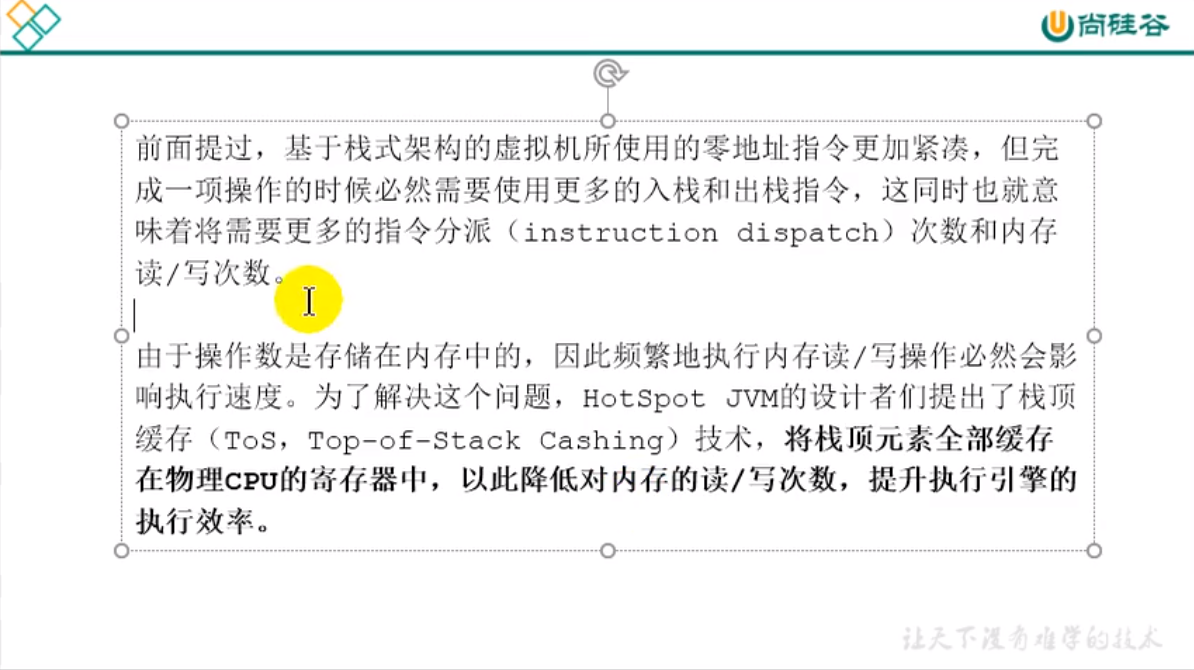 尚硅谷
前面提过，基于栈式架构的虚拟机所使用的零地址指令更加紧凑，但完
成一项操作的时候必然需要使用更多的入栈和出栈指令，这同时也就意
味着将需要更多的指令分派（instruction dispatch）次数和内存
读/写次数。
由于操作数是存储在内存中的，因此频繁地执行内存读/写操作必然会影
响执行速度。为了解决这个问题，HotSpot JVM的设计者们提出了栈顶
缓存（ToS，Top-of-Stack Cashing）技术，将栈顶元素全部缓存
在物理CPU的寄存器中，以此降低对内存的读/写次数，提升执行引擎的
执行效率。
让天下没有难学的技术